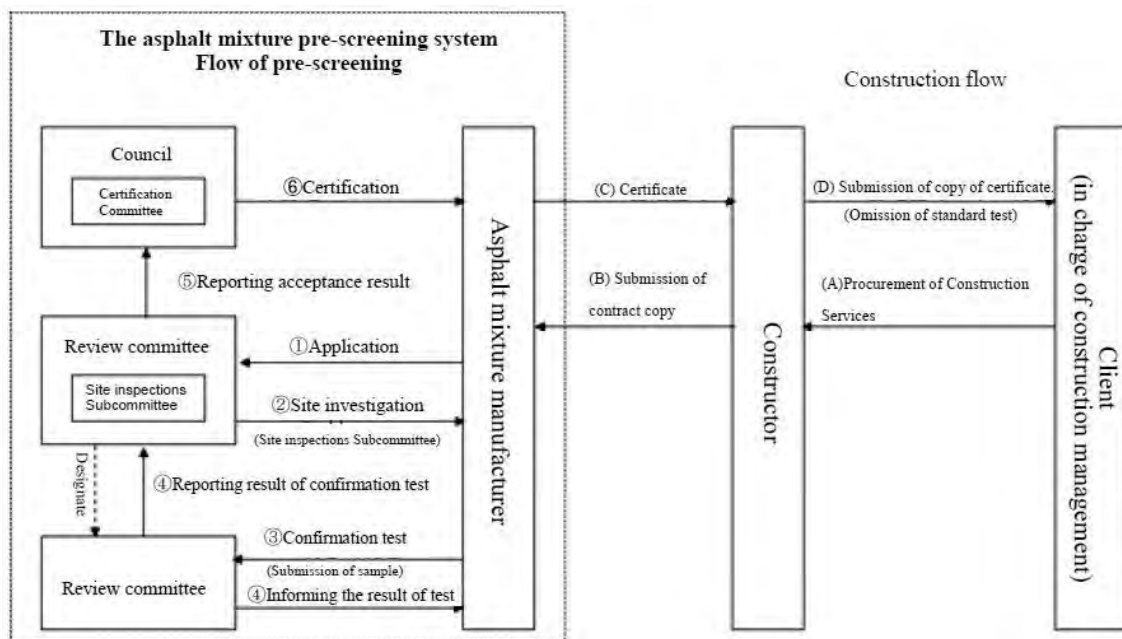 The asphalt mixture pre-screening system
Flow of pre-screening
Construction flow
Council
Certification
Committee
⑥Certification
(C) Certificate
(D) Submission of copy of certificate.
(Omission of standard test)
⑤Reporting acceptance result
(B) Submission of
contract copy
(A)Procurement of Construction
Services
Review committee
Site inspections
Subcommittee
①Application
②Site investigation
(Site inspections Subcommittee)
Designate
④Reporting result of confirmation test
Review committee
③Confirmation test
(Submission of sample)
④Informing the result of test
Asphalt mixture manufacturer
Constructor
Client
(in charge of construction management)